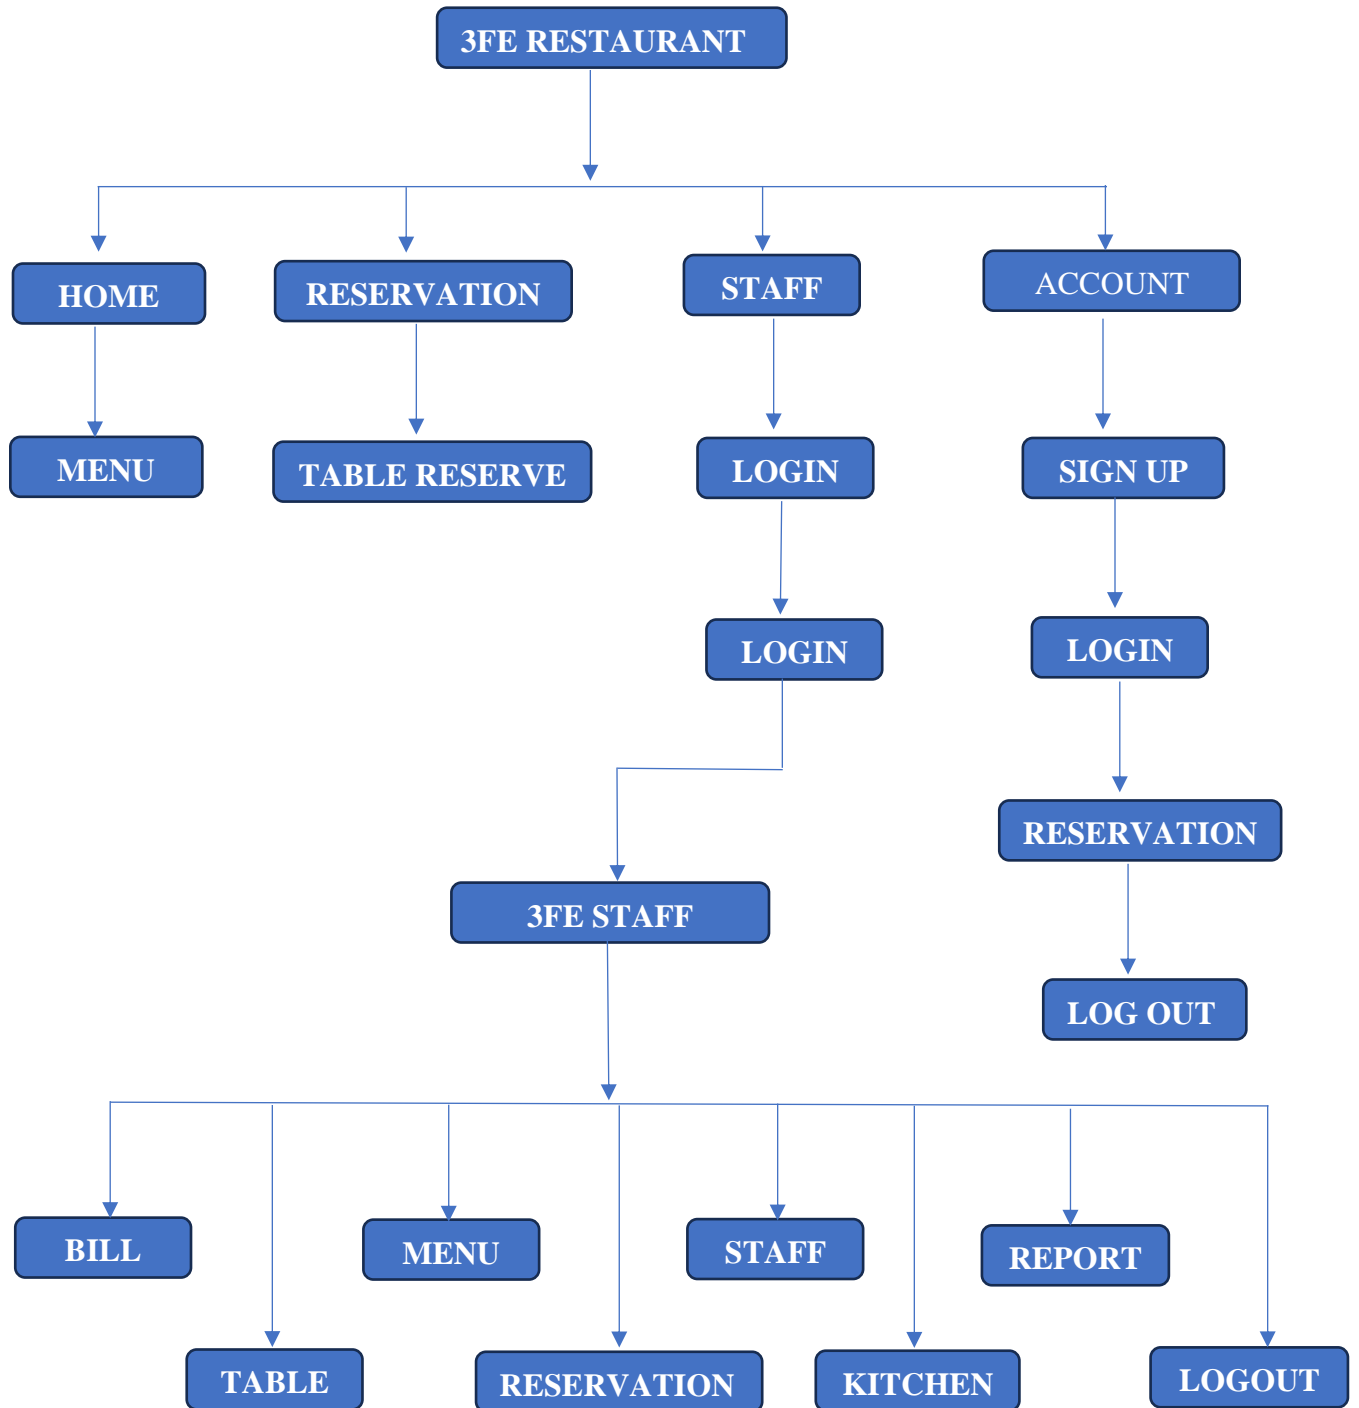 3FE RESTAURANT
HOME
RESERVATION
STAFF
ACCOUNT
MENU
TABLE RESERVE
LOGIN
SIGN UP
LOGIN
LOGIN
RESERVATION
3FE STAFF
LOG OUT
BILL
MENU
STAFF
REPORT
TABLE
RESERVATION
KITCHEN
LOGOUT